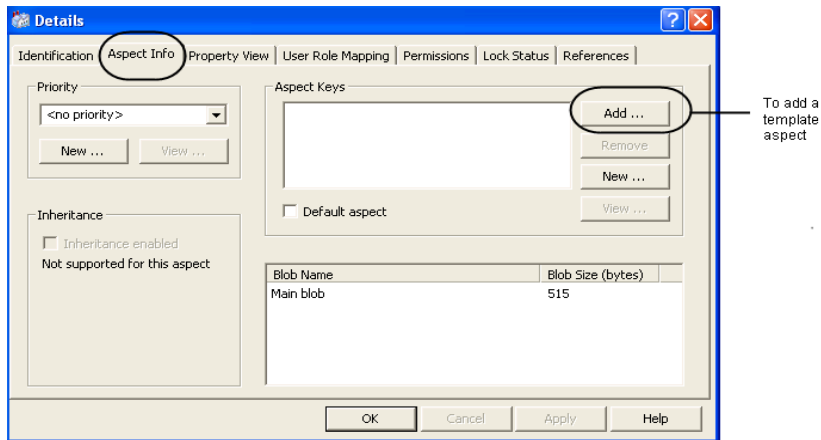 Details
Identification
Aspect Info
Property View
User Role Mapping
Permissions
Lock Status
References
Priority
<no priority>
New ...
View ...
Aspect Keys
Add ...
Remove
New ...
View ...
Default aspect
To add a
template
aspect
Inheritance
Inheritance enabled
Not supported for this aspect
Blob Name
Blob Size (bytes)
Main blob
515
OK
Cancel
Apply
Help